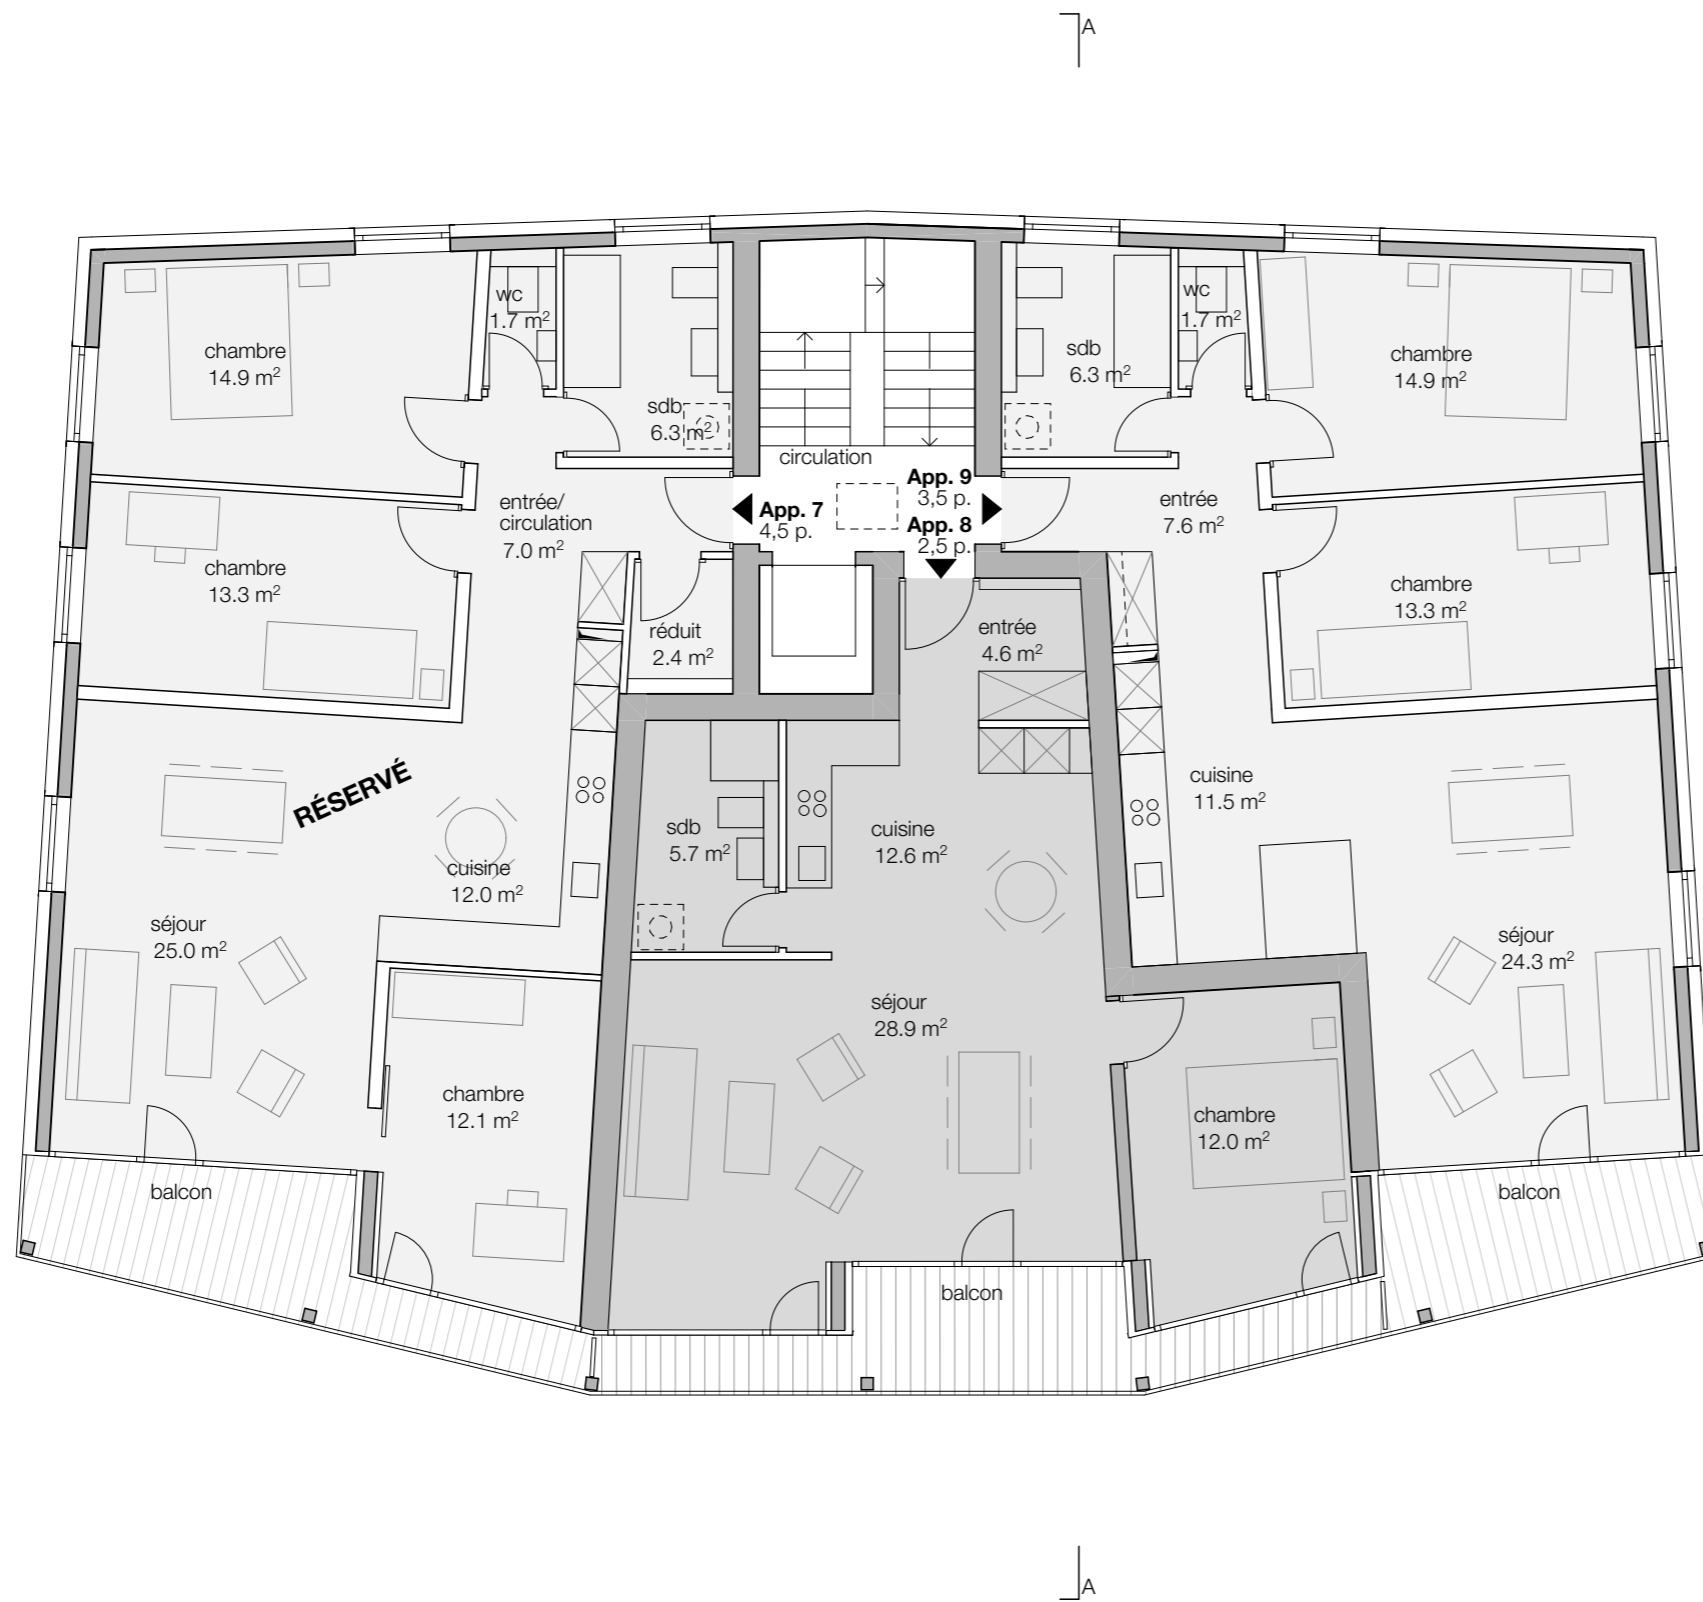 A
wc
1.7 m²
chambre
14.9 m²
sdb
6.3 m²
circulation
App. 7
4,5 p.
App. 9
3,5 p.
App. 8
2,5 p.
sdb
6.3 m²
wc
1.7 m²
chambre
14.9 m²
entrée/
circulation
7.0 m²
entrée
7.6 m²
chambre
13.3 m²
réduit
2.4 m²
entrée
4.6 m²
chambre
13.3 m²
RÉSERVÉ
cuisine
12.0 m²
sdb
5.7 m²
cuisine
12.6 m²
cuisine
11.5 m²
séjour
25.0 m²
séjour
28.9 m²
séjour
24.3 m²
chambre
12.1 m²
chambre
12.0 m²
balcon
balcon
balcon
A